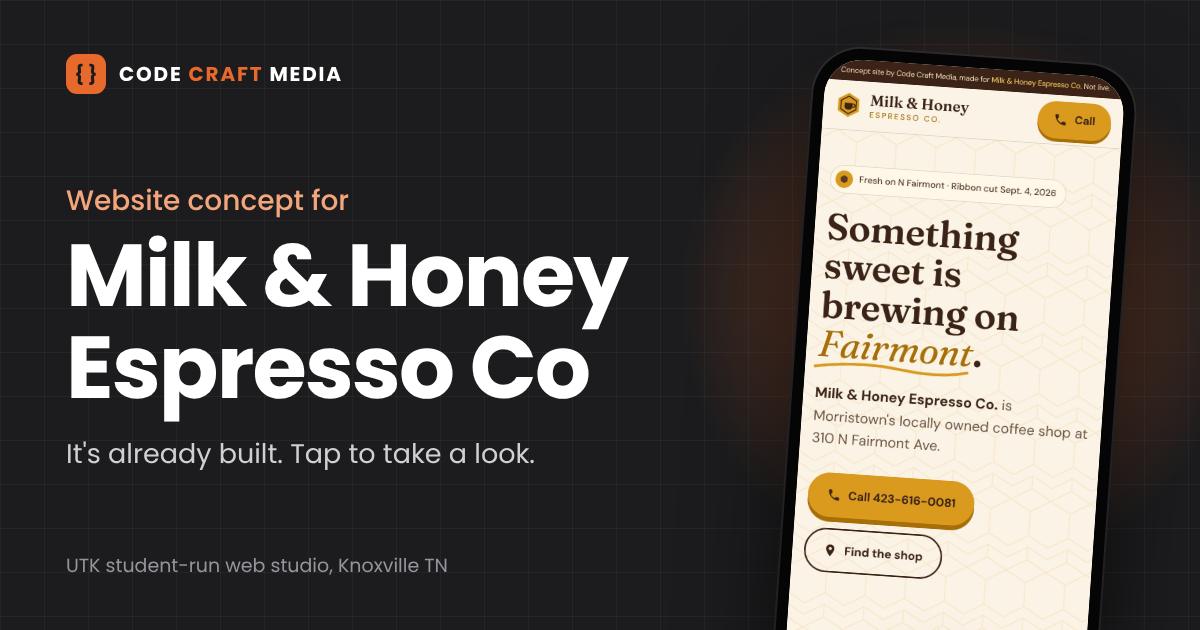 { } CODE CRAFT MEDIA
Website concept for
Milk & Honey
Espresso Co
It's already built. Tap to take a look.
UTK student-run web studio, Knoxville TN
Concept site by Code Craft Media, made for Milk & Honey Espresso Co. Not live.
Milk & Honey
ESPRESSO CO.
Call
Fresh on N Fairmont · Ribbon cut Sept. 4, 2026
Something
sweet is
brewing on
Fairmont.
Milk & Honey Espresso Co. is
Morristown's locally owned coffee shop at
310 N Fairmont Ave.
Call 423-616-0081
Find the shop